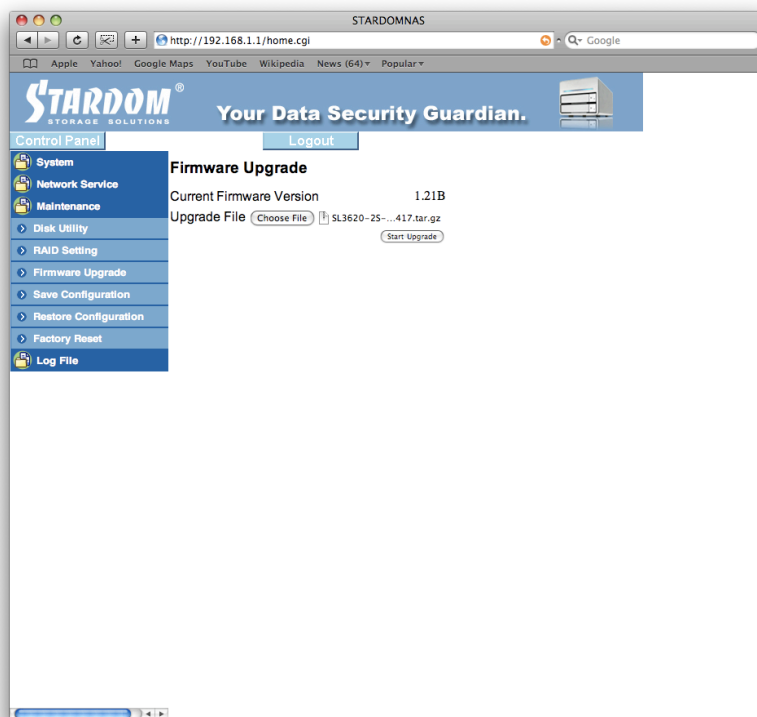 STARDOMNAS
http://192.168.1.1/home.cgi
Google
Apple Yahoo! Google Maps YouTube Wikipedia News (64) Popular
STARDOM®
STORAGE SOLUTIONS
Your Data Security Guardian.
Control Panel
Logout
System
Network Service
Maintenance
Disk Utility
RAID Setting
Firmware Upgrade
Save Configuration
Restore Configuration
Factory Reset
Log File
Firmware Upgrade
Current Firmware Version 1.21B
Upgrade File Choose File SL3620-2S-...417.tar.gz
Start Upgrade